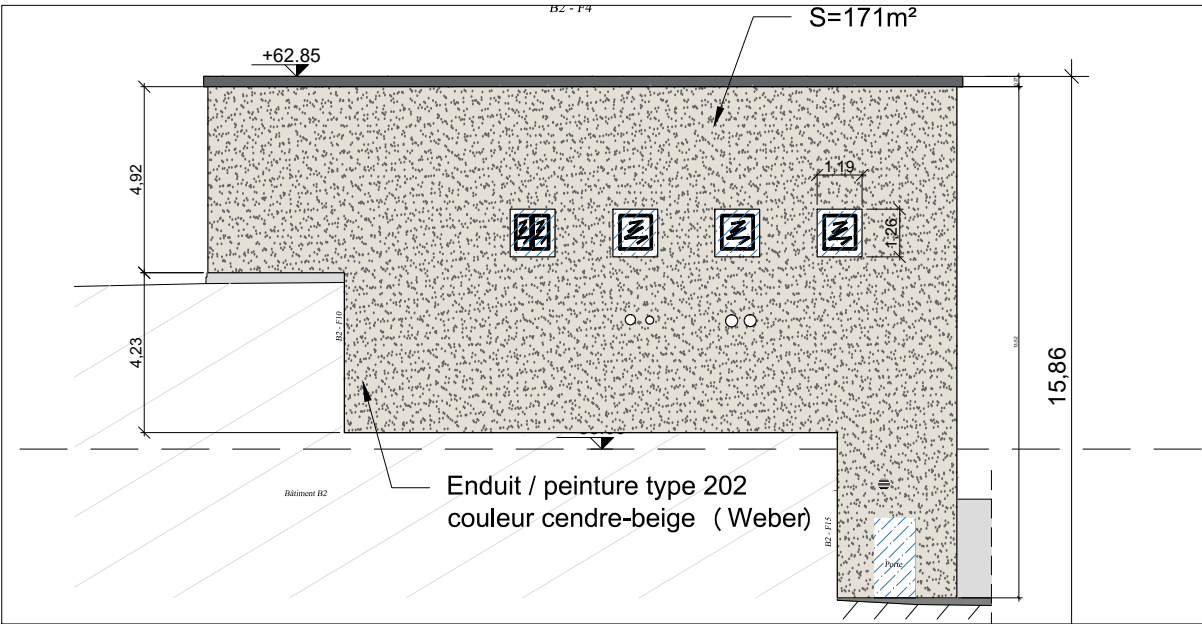 B2 - F4
S=171m²
+62.85
4,92
1,19
1,26
B2 - F10
4,23
15,86
Enduit / peinture type 202
couleur cendre-beige ( Weber)
Bâtiment B2
B2 - F15
Porte